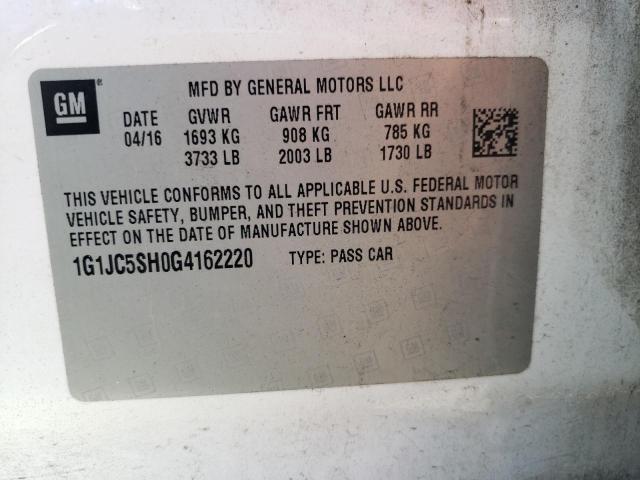 GM
MFD BY GENERAL MOTORS LLC
DATE GVWR GAWR FRT GAWR RR
04/16 1693 KG 908 KG 785 KG
3733 LB 2003 LB 1730 LB
THIS VEHICLE CONFORMS TO ALL APPLICABLE U.S. FEDERAL MOTOR
VEHICLE SAFETY, BUMPER, AND THEFT PREVENTION STANDARDS IN
EFFECT ON THE DATE OF MANUFACTURE SHOWN ABOVE.
1G1JC5SH0G4162220 TYPE: PASS CAR